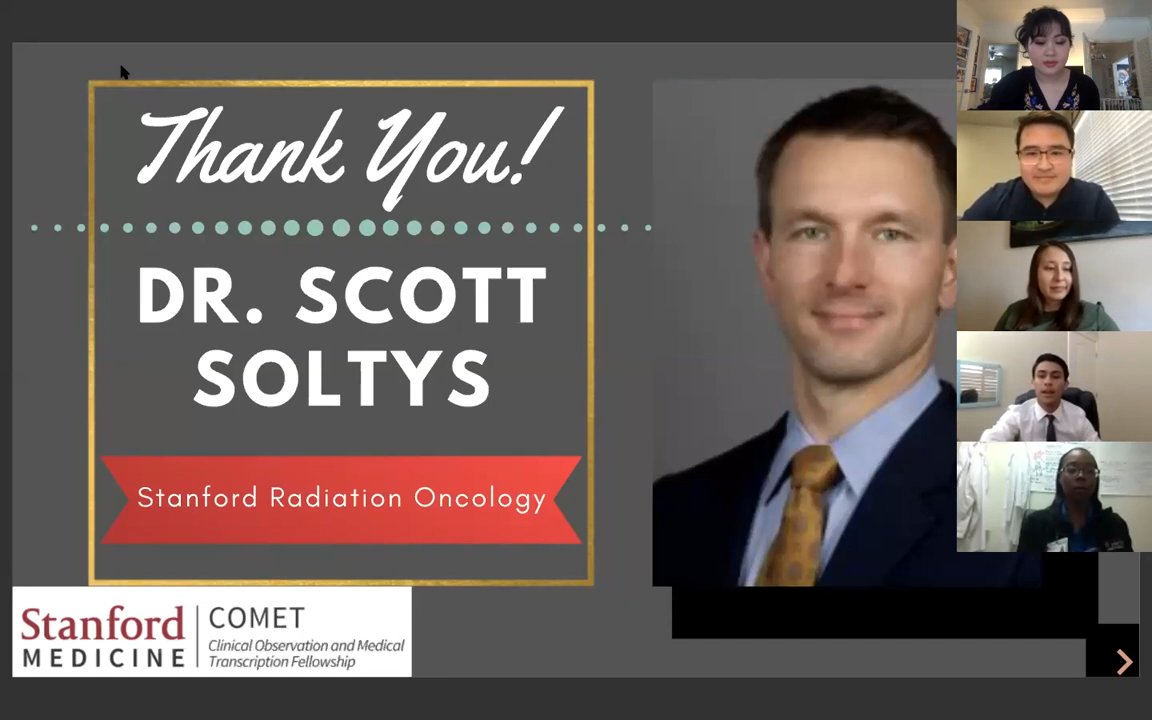 Thank You!
DR. SCOTT
SOLTYS
Stanford Radiation Oncology
Stanford
MEDICINE
COMET
Clinical Observation and Medical
Transcription Fellowship